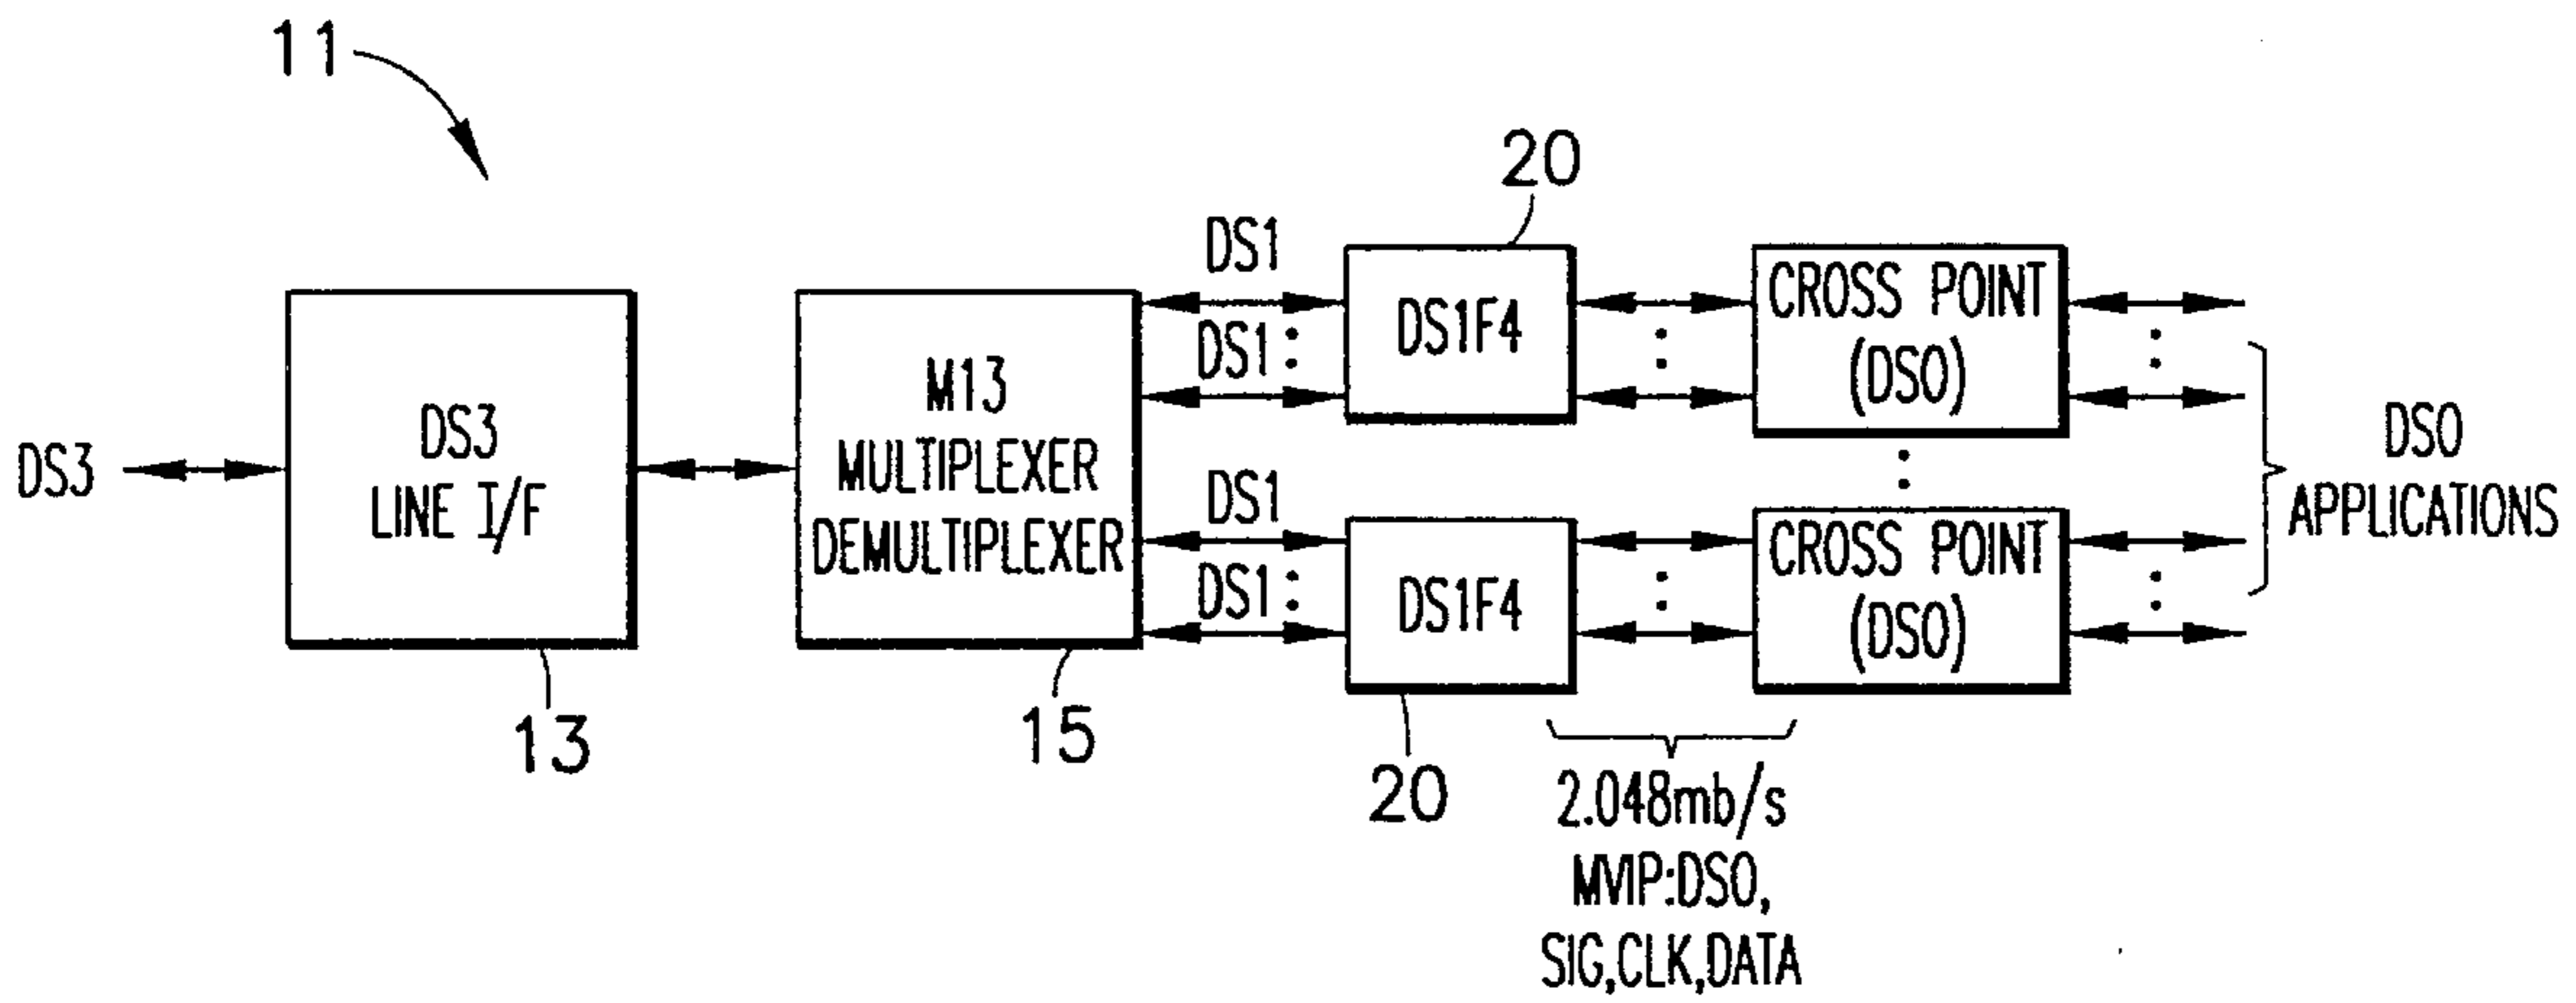 11
DS3
DS3
LINE I/F
13
M13
MULTIPLEXER
DEMULTIPLEXER
15
DS1
DS1
DS1
DS1
20
DS1F4
DS1F4
20
CROSS POINT
(DS0)
CROSS POINT
(DS0)
2.048mb/s
MVIP:DS0,
SIG,CLK,DATA
DS0
APPLICATIONS